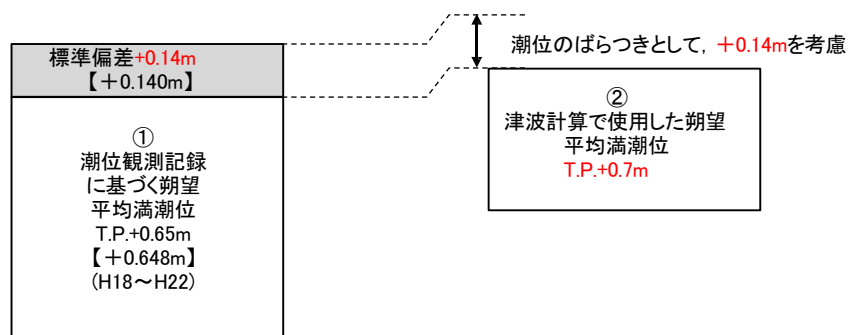 標準偏差+0.14m
【＋0.140m】
①
潮位観測記録
に基づく朔望
平均満潮位
T.P.+0.65m
【＋0.648m】
(H18～H22)
潮位のばらつきとして，＋0.14mを考慮
②
津波計算で使用した朔望
平均満潮位
T.P.+0.7m